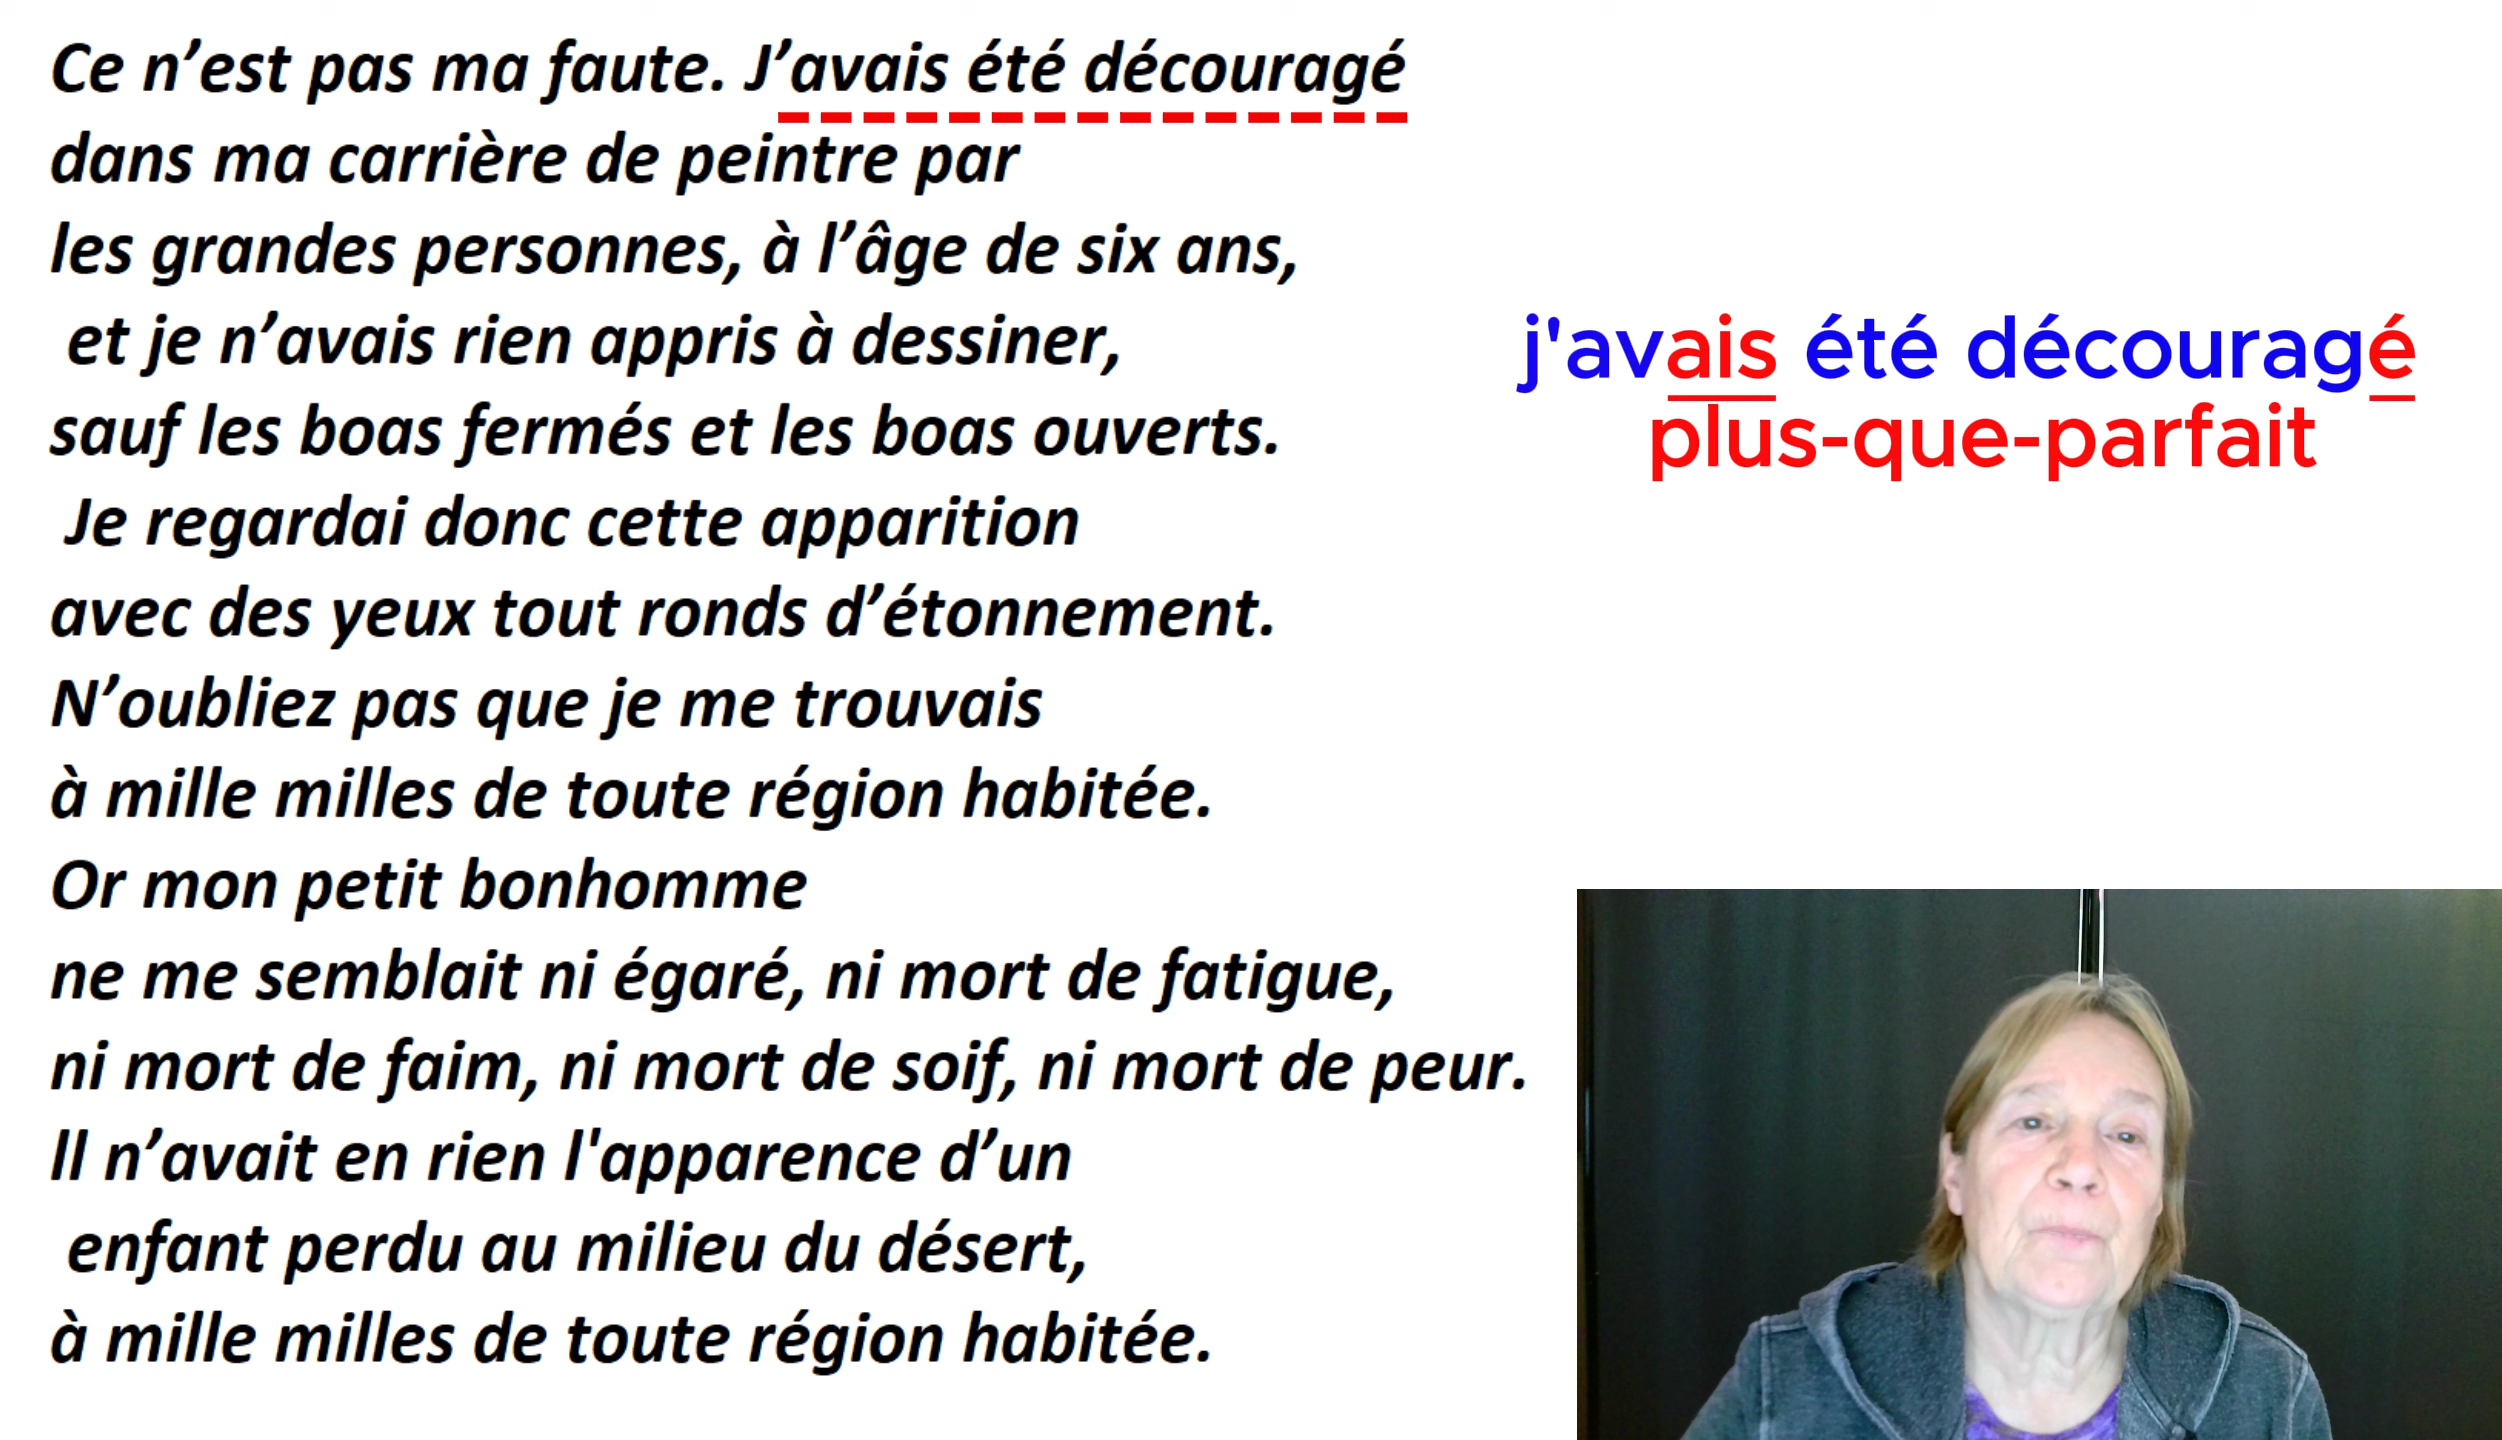 Ce n’est pas ma faute. J’avais été découragé
dans ma carrière de peintre par
les grandes personnes, à l’âge de six ans,
et je n’avais rien appris à dessiner,
sauf les boas fermés et les boas ouverts.
Je regardai donc cette apparition
avec des yeux tout ronds d’étonnement.
N’oubliez pas que je me trouvais
à mille milles de toute région habitée.
Or mon petit bonhomme
ne me semblait ni égaré, ni mort de fatigue,
ni mort de faim, ni mort de soif, ni mort de peur.
Il n’avait en rien l'apparence d’un
enfant perdu au milieu du désert,
à mille milles de toute région habitée.
j'avais été découragé
plus-que-parfait